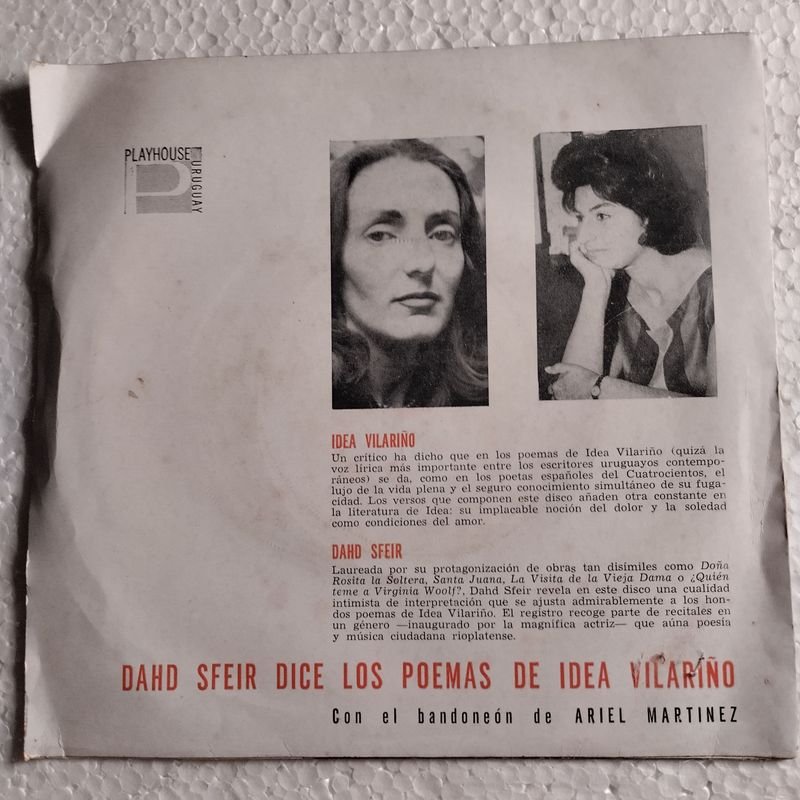 PLAYHOUSE
URUGUAY
IDEA VILARIÑO
Un crítico ha dicho que en los poemas de Idea Vilariño (quizá la
voz lírica más importante entre los escritores uruguayos contempo-
ráneos) se da, como en los poetas españoles del Cuatrocientos, el
lujo de la vida plena y el seguro conocimiento simultáneo de su fuga-
cidad. Los versos que componen este disco añaden otra constante en
la literatura de Idea: su implacable noción del dolor y la soledad
como condiciones del amor.
DAHD SFEIR
Laureada por su protagonización de obras tan disímiles como Doña
Rosita la Soltera, Santa Juana, La Visita de la Vieja Dama o ¿Quién
teme a Virginia Woolf?, Dahd Sfeir revela en este disco una cualidad
intimista de interpretación que se ajusta admirablemente a los hon-
dos poemas de Idea Vilariño. El registro recoge parte de recitales en
un género —inaugurado por la magnífica actriz— que aúna poesía
y música ciudadana rioplatense.
DAHD SFEIR DICE LOS POEMAS DE IDEA VILARIÑO
Con el bandoneón de ARIEL MARTINEZ